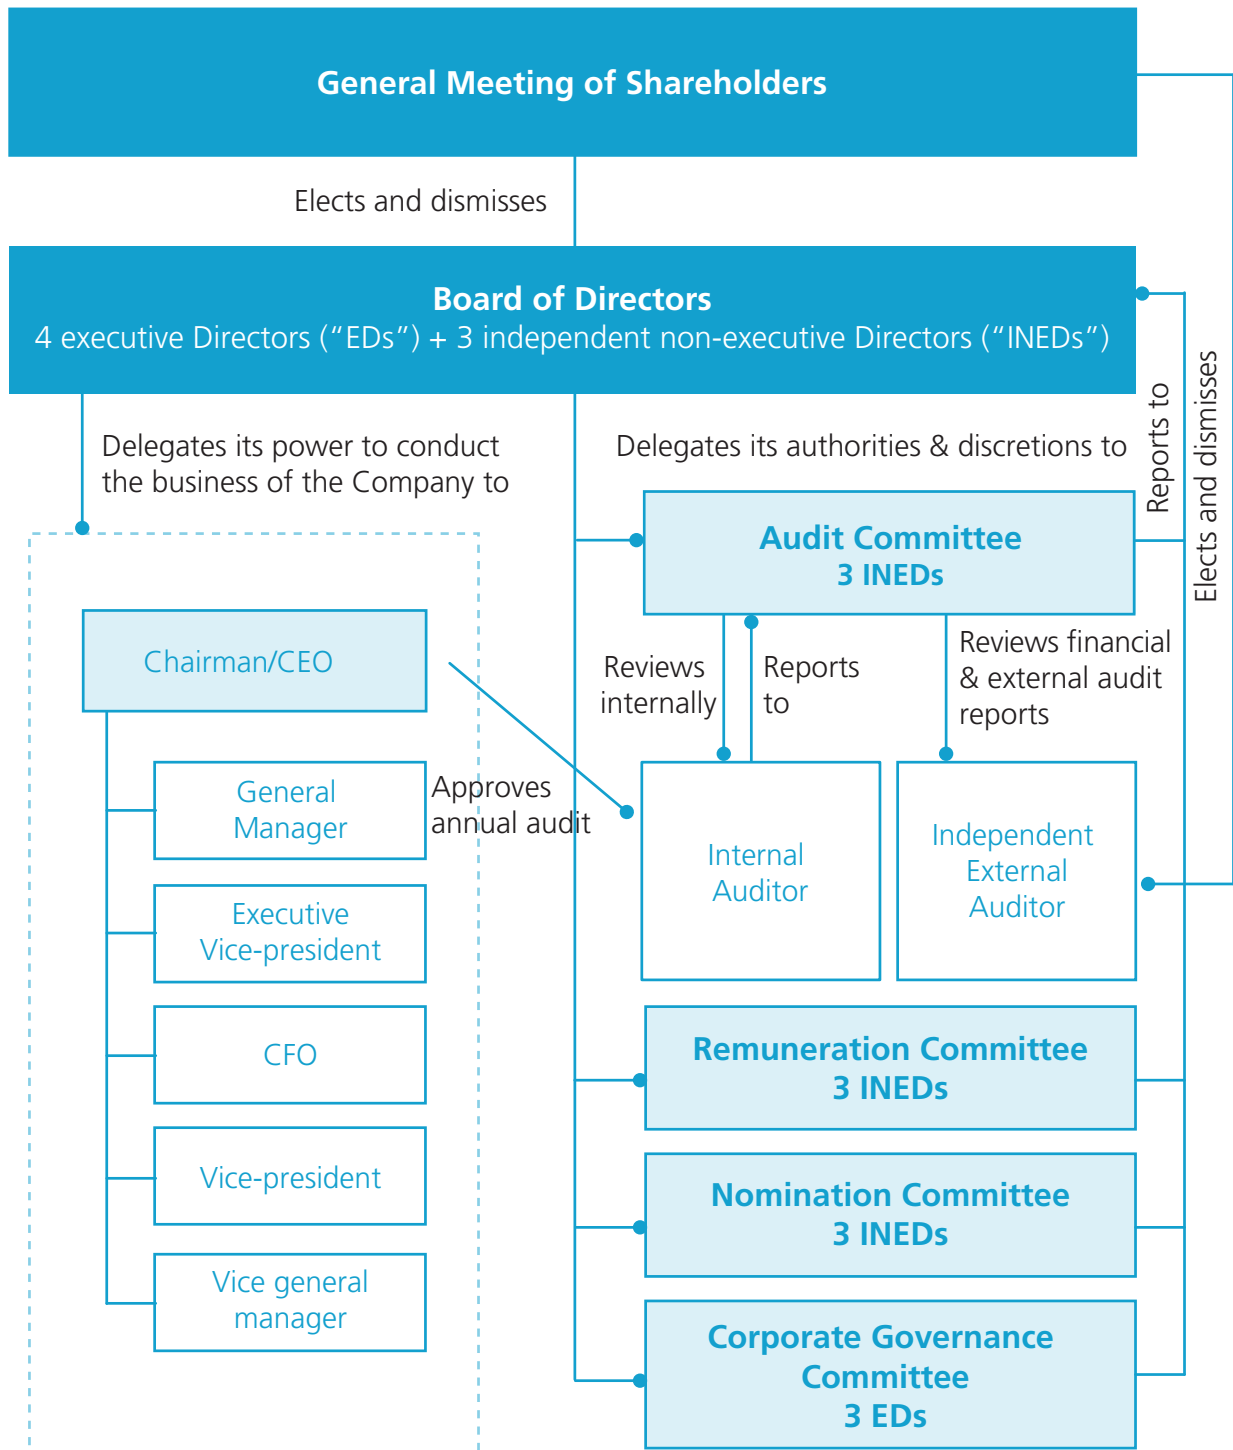 General Meeting of Shareholders
Elects and dismisses
Board of Directors
4 executive Directors (“EDs”) + 3 independent non-executive Directors (“INEDs”)
Reports to
Elects and dismisses
Delegates its power to conduct
the business of the Company to
Delegates its authorities & discretions to
Audit Committee
3 INEDs
Chairman/CEO
Reviews
internally
Reports
to
Reviews financial
& external audit
reports
General
Manager
Approves
annual audit
Internal
Auditor
Independent
External
Auditor
Executive
Vice-president
CFO
Remuneration Committee
3 INEDs
Vice-president
Nomination Committee
3 INEDs
Vice general
manager
Corporate Governance
Committee
3 EDs